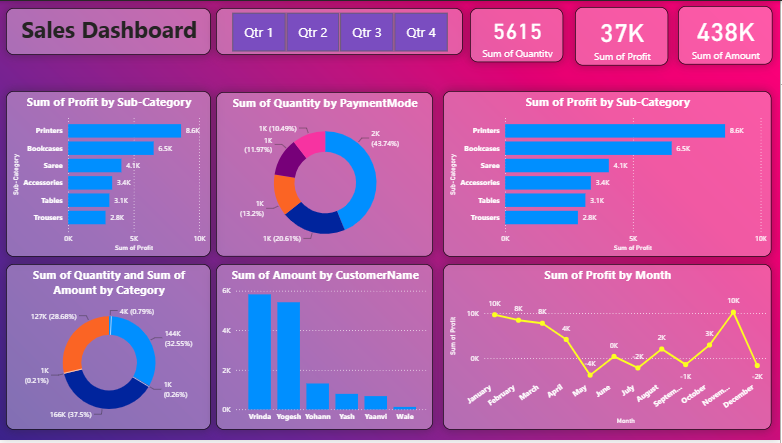 Sales Dashboard
Qtr 1 Qtr 2 Qtr 3 Qtr 4
5615
Sum of Quantity
37K
Sum of Profit
438K
Sum of Amount
Sum of Profit by Sub-Category
Sub-Category
Printers 8.6K
Bookcases 6.5K
Saree 4.1K
Accessories 3.4K
Tables 3.1K
Trousers 2.8K
0K 5K 10K
Sum of Profit
Sum of Quantity by PaymentMode
1K (10.49%)
2K
(43.74%)
1K
(11.97%)
1K
(13.2%)
1K (20.61%)
Sum of Profit by Sub-Category
Sub-Category
Printers 8.6K
Bookcases 6.5K
Saree 4.1K
Accessories 3.4K
Tables 3.1K
Trousers 2.8K
0K 5K 10K
Sum of Profit
Sum of Quantity and Sum of
Amount by Category
127K (28.68%)
4K (0.79%)
144K
(32.55%)
1K
(0.21%)
1K
(0.26%)
166K (37.5%)
Sum of Amount by CustomerName
6K
4K
2K
0K
Vrinda Yogesh Yohann Yash Yaanvi Wale
Sum of Profit by Month
Sum of Profit
10K
0K
10K 8K 8K 4K -4K 0K -2K 2K -1K 3K 10K -2K
January February March April May June July August Septem... October Novem... December
Month